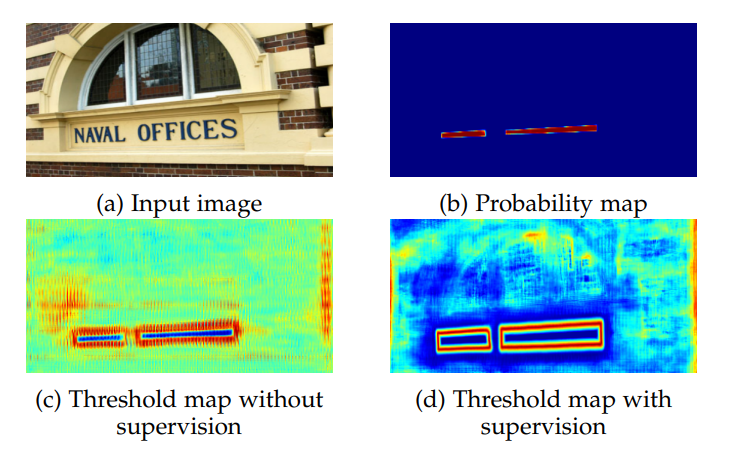 NAVAL OFFICES
(a) Input image
(b) Probability map
(c) Threshold map without
supervision
(d) Threshold map with
supervision